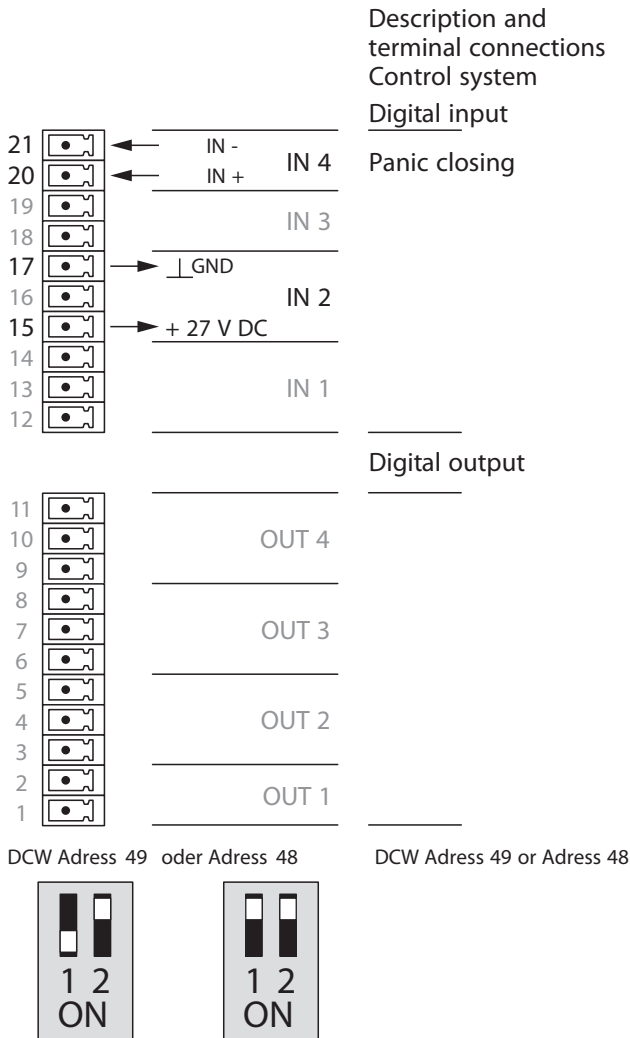 Description and
terminal connections
Control system
Digital input
21 IN -
IN 4 Panic closing
20 IN +
19
IN 3
18
17 GND
16 IN 2
15 + 27 V DC
14
13 IN 1
12
Digital output
11
10 OUT 4
9
8
7 OUT 3
6
5
4 OUT 2
3
2
OUT 1
1
DCW Adress 49 oder Adress 48 DCW Adress 49 or Adress 48
1 2 1 2
ON ON